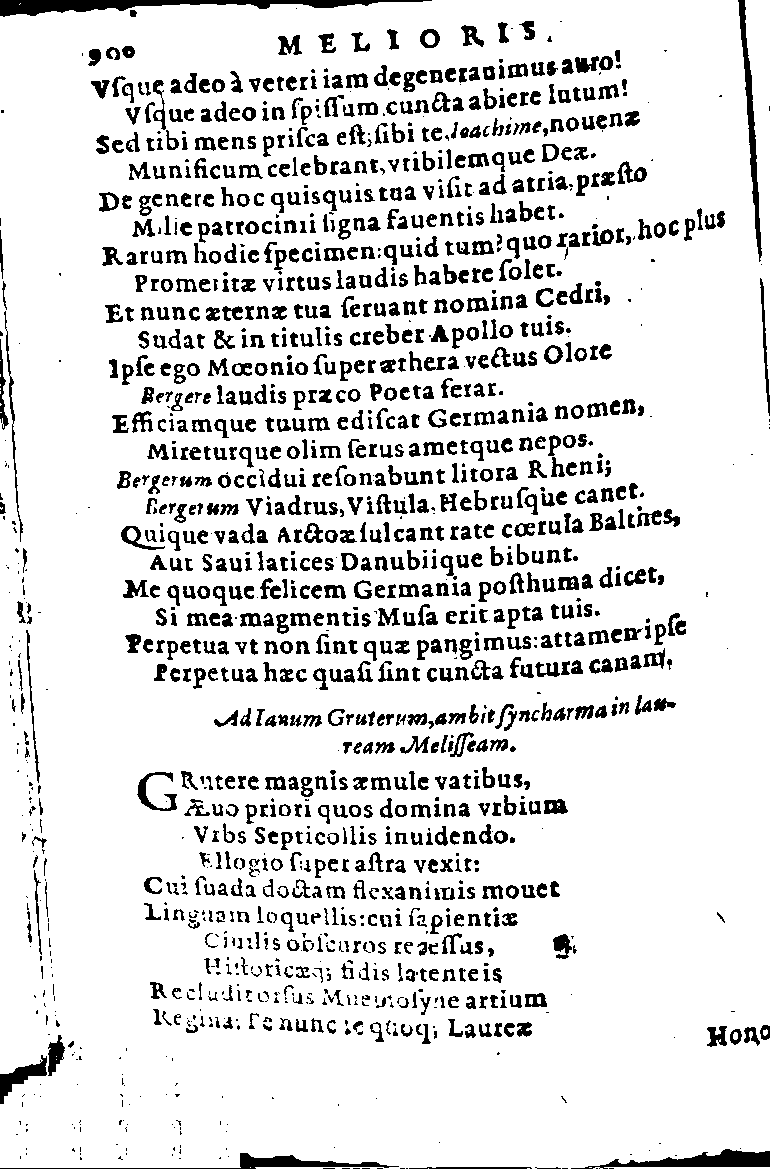 900 MELIORIS.
Vſque adeo à veteri iam degenerauimus auro!
Vſque adeo in ſpiſſum cuncta abiere lutum!
Sed tibi mens priſca eſt; ſibi te, Ioachime, nouenæ
Munificum celebrant, vtibilemque Deæ.
De genere hoc quisquis tua viſit ad atria, præſto
Mille patrocinii ſigna fauentis habet.
Rarum hodie ſpecimen: quid tum? quo rarior, hoc plus
Promeritæ virtus laudis habere ſolet.
Et nunc æternæ tua ſeruant nomina Cedri,
Sudat & in titulis creber Apollo tuis.
Ipſe ego Mœonio ſuper æthera vectus Olore
Bergere laudis præco Poeta ferar.
Efficiamque tuum ediſcat Germania nomen,
Mireturque olim ſerus ametque nepos.
Bergerum occidui reſonabunt litora Rheni;
Bergerum Viadrus, Viſtula, Hebruſque canet.
Quique vada Arctoæ ſulcant rate cœrula Balthes,
Aut Saui latices Danubiique bibunt.
Me quoque felicem Germania poſthuma dicet,
Si mea magmentis Muſa erit apta tuis.
Perpetua vt non ſint quæ pangimus: attamen ipſe
Perpetua hæc quaſi ſint cuncta futura canam.
Ad Ianum Gruterum, ambit ſyncharma in lau-
ream Meliſſeam.
GRutere magnis æmule vatibus,
Æuo priori quos domina vrbium
Vrbs Septicollis inuidendo.
Ellogio ſuper aſtra vexit:
Cui ſuada doctam flexanimis mouet
Linguam loquellis: cui ſapientiæ
Ciuilis obſcuros receſſus,
Hiſtoricæq; fidis latenteis
Recludit orſus Mnemoſyne artium
Regina: Te nunc te quoq; Laureæ
Hono